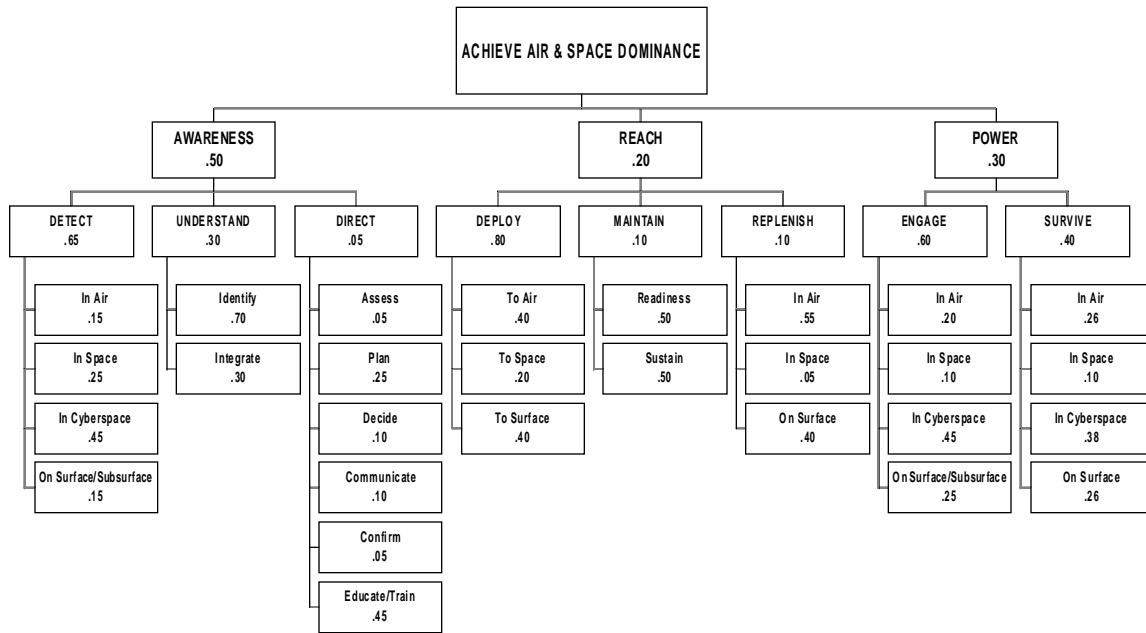 ACHIEVE AIR & SPACE DOMINANCE
AWARENESS
.50
REACH
.20
POWER
.30
DETECT
.65
UNDERSTAND
.30
DIRECT
.05
DEPLOY
.80
MAINTAIN
.10
REPLENISH
.10
ENGAGE
.60
SURVIVE
.40
In Air
.15
In Space
.25
In Cyberspace
.45
On Surface/Subsurface
.15
Identify
.70
Integrate
.30
Assess
.05
Plan
.25
Decide
.10
Communicate
.10
Confirm
.05
Educate/Train
.45
To Air
.40
To Space
.20
To Surface
.40
Readiness
.50
Sustain
.50
In Air
.55
In Space
.05
On Surface
.40
In Air
.20
In Space
.10
In Cyberspace
.45
On Surface/Subsurface
.25
In Air
.26
In Space
.10
In Cyberspace
.38
On Surface
.26